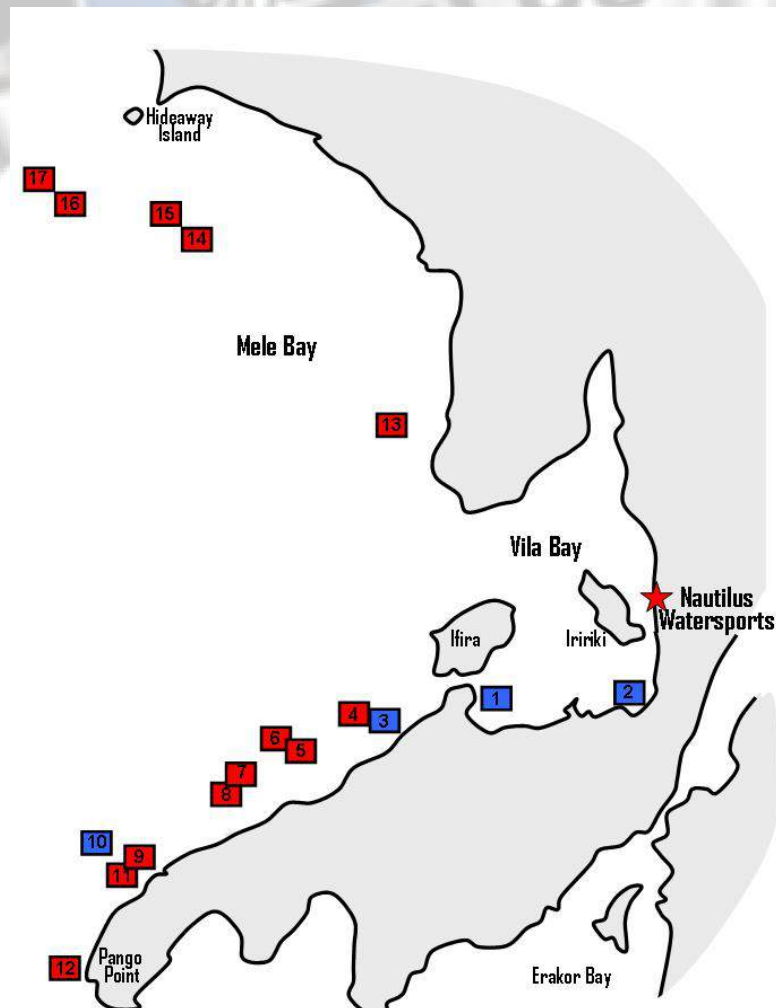 Hideaway
Island
17
16
15
14
Mele Bay
13
Vila Bay
Nautilus
Watersports
Ifira
Iririki
1
2
4
3
6
5
7
8
10
9
11
12
Pango
Point
Erakor Bay